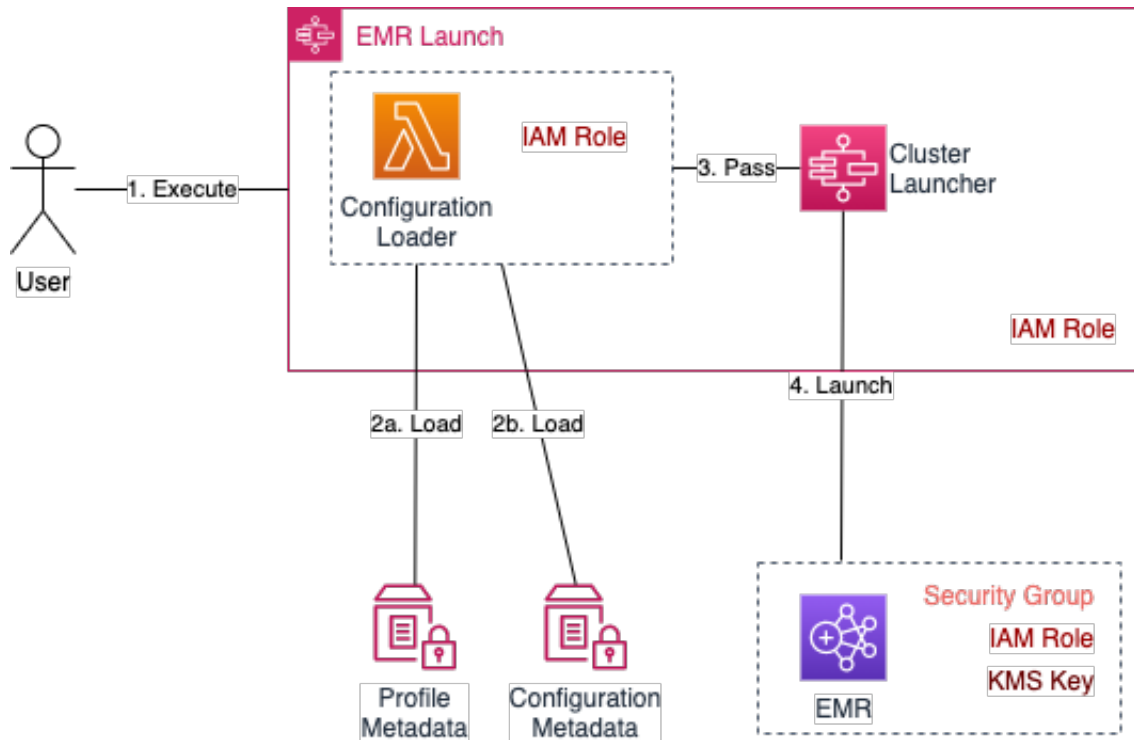 EMR Launch
IAM Role
Configuration
Loader
1. Execute
User
3. Pass
Cluster
Launcher
IAM Role
4. Launch
2a. Load
2b. Load
Profile
Metadata
Configuration
Metadata
Security Group
IAM Role
KMS Key
EMR